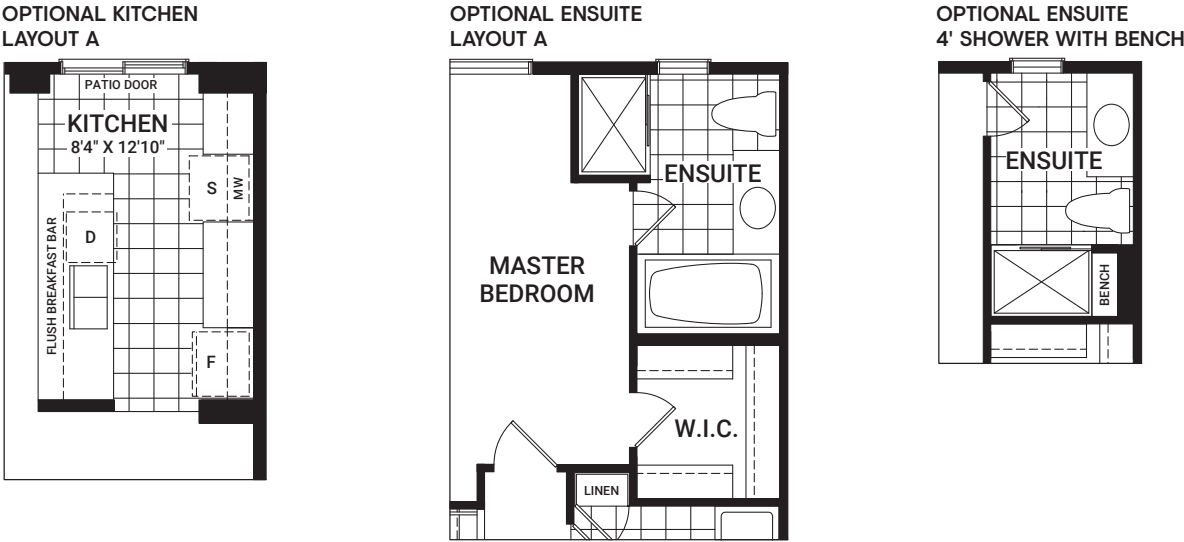 OPTIONAL KITCHEN
LAYOUT A
PATIO DOOR
KITCHEN
8'4" X 12'10"
S
MW
D
FLUSH BREAKFAST BAR
F
OPTIONAL ENSUITE
LAYOUT A
ENSUITE
MASTER
BEDROOM
W.I.C.
LINEN
OPTIONAL ENSUITE
4' SHOWER WITH BENCH
ENSUITE
BENCH